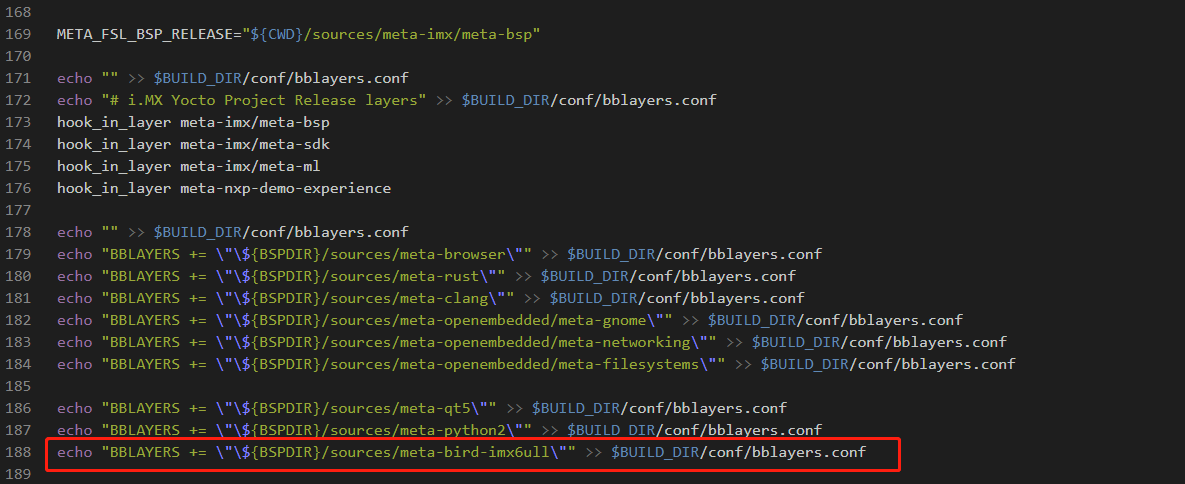 168
169 META_FSL_BSP_RELEASE="${CWD}/sources/meta-imx/meta-bsp"
170
171 echo "" >> $BUILD_DIR/conf/bblayers.conf
172 echo "# i.MX Yocto Project Release layers" >> $BUILD_DIR/conf/bblayers.conf
173 hook_in_layer meta-imx/meta-bsp
174 hook_in_layer meta-imx/meta-sdk
175 hook_in_layer meta-imx/meta-ml
176 hook_in_layer meta-nxp-demo-experience
177
178 echo "" >> $BUILD_DIR/conf/bblayers.conf
179 echo "BBLAYERS += \"\${BSPDIR}/sources/meta-browser\"" >> $BUILD_DIR/conf/bblayers.conf
180 echo "BBLAYERS += \"\${BSPDIR}/sources/meta-rust\"" >> $BUILD_DIR/conf/bblayers.conf
181 echo "BBLAYERS += \"\${BSPDIR}/sources/meta-clang\"" >> $BUILD_DIR/conf/bblayers.conf
182 echo "BBLAYERS += \"\${BSPDIR}/sources/meta-openembedded/meta-gnome\"" >> $BUILD_DIR/conf/bblayers.conf
183 echo "BBLAYERS += \"\${BSPDIR}/sources/meta-openembedded/meta-networking\"" >> $BUILD_DIR/conf/bblayers.conf
184 echo "BBLAYERS += \"\${BSPDIR}/sources/meta-openembedded/meta-filesystems\"" >> $BUILD_DIR/conf/bblayers.conf
185
186 echo "BBLAYERS += \"\${BSPDIR}/sources/meta-qt5\"" >> $BUILD_DIR/conf/bblayers.conf
187 echo "BBLAYERS += \"\${BSPDIR}/sources/meta-python2\"" >> $BUILD_DIR/conf/bblayers.conf
188 echo "BBLAYERS += \"\${BSPDIR}/sources/meta-bird-imx6ull\"" >> $BUILD_DIR/conf/bblayers.conf
189